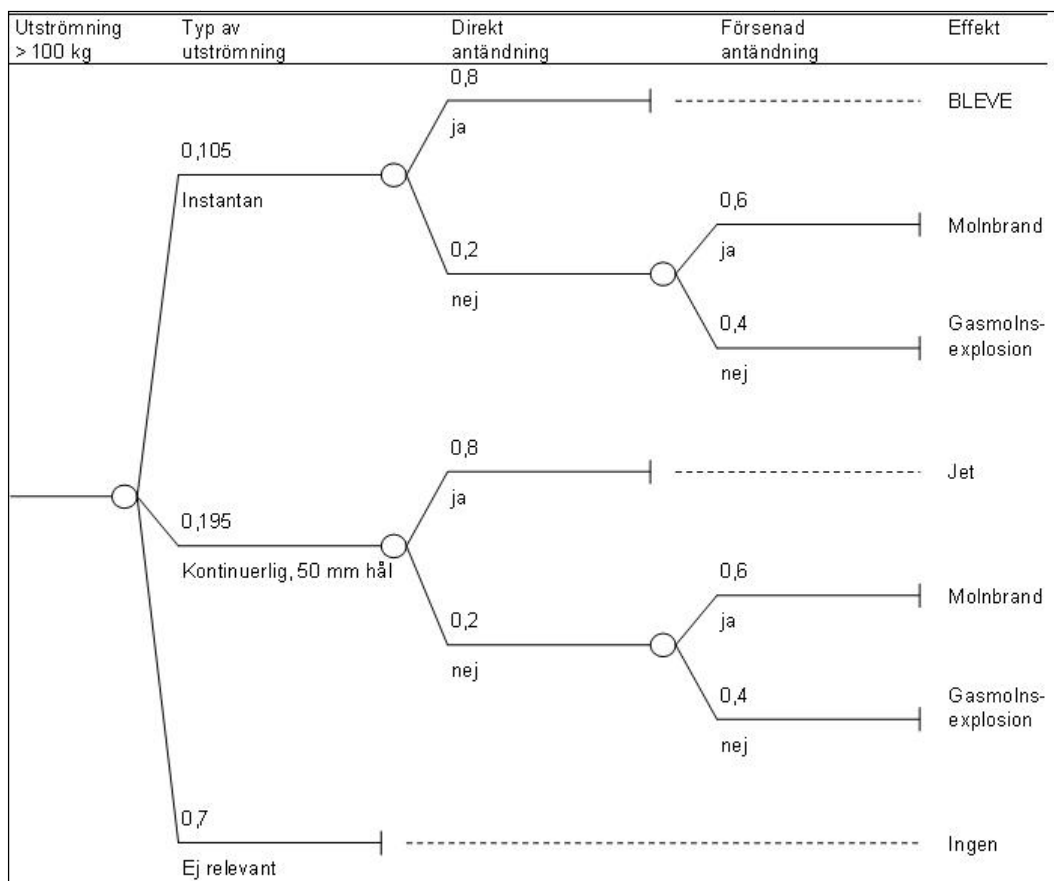 Utströmning
> 100 kg
Typ av
utströmning
Direkt
antändning
Försenad
antändning
Effekt
0,8
ja
BLEVE
0,105
Instantan
0,2
nej
0,6
ja
Molnbrand
0,4
nej
Gasmolns-
explosion
0,8
ja
Jet
0,195
Kontinuerlig, 50 mm hål
0,2
nej
0,6
ja
Molnbrand
0,4
nej
Gasmolns-
explosion
0,7
Ej relevant
Ingen